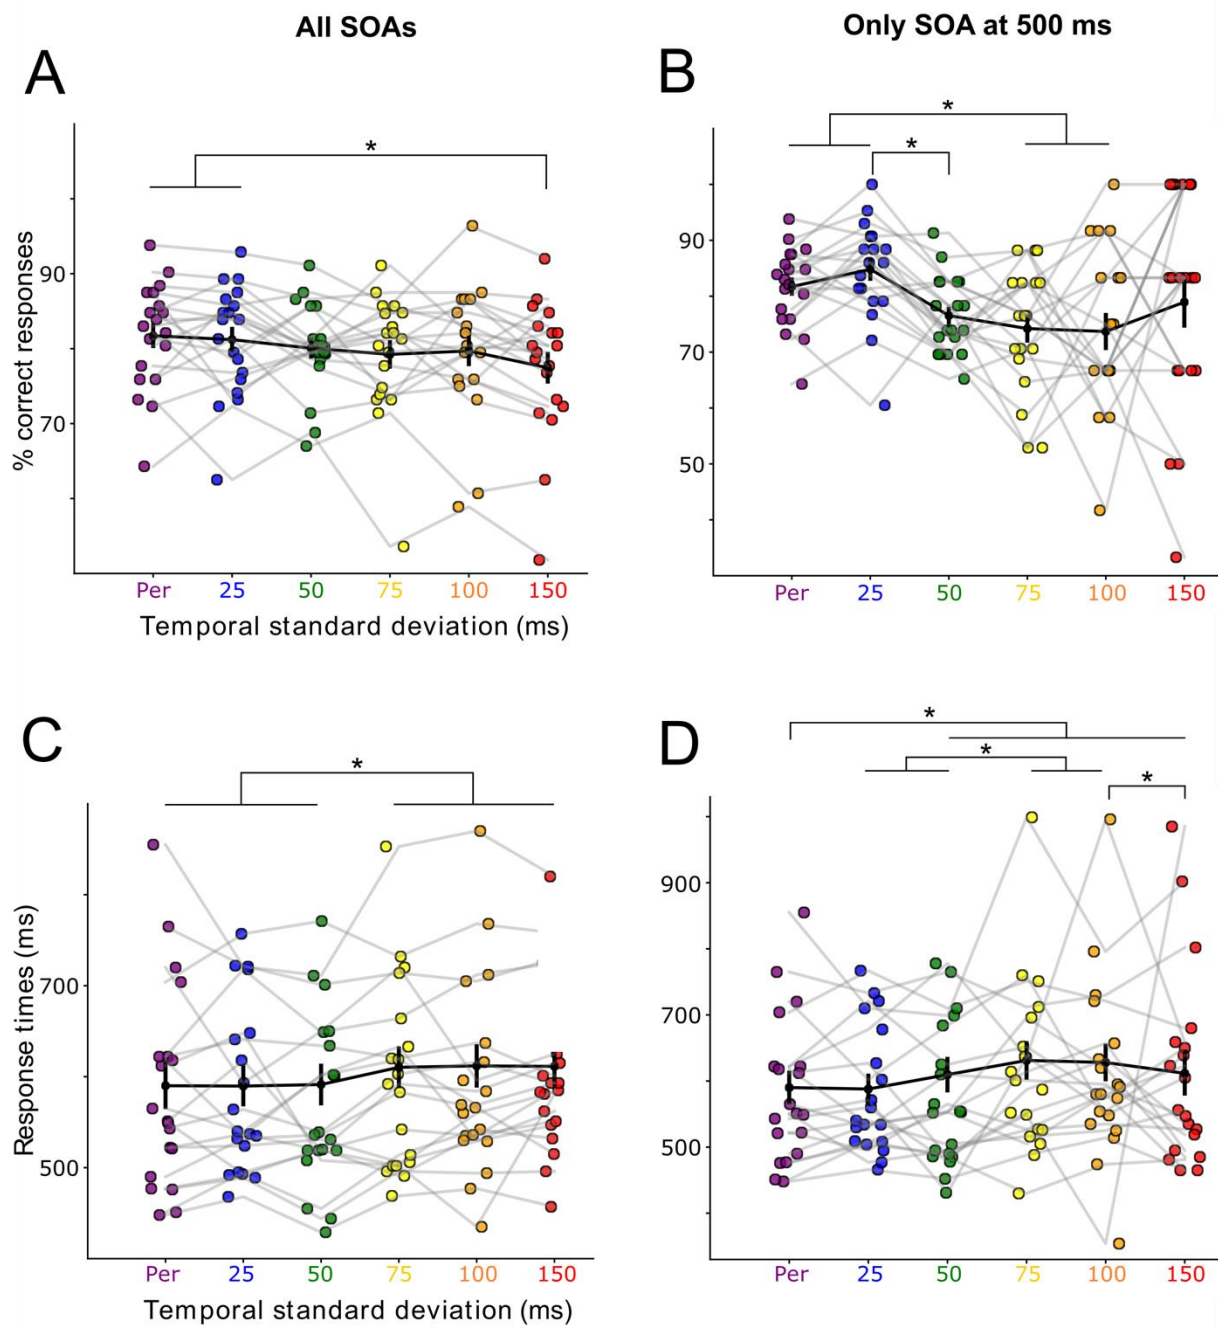 All SOAs
Only SOA at 500 ms
A
B
*
*
*
% correct responses
90
70
90
70
50
Per 25 50 75 100 150
Per 25 50 75 100 150
Temporal standard deviation (ms)
C
D
*
*
*
*
Response times (ms)
700
500
900
700
500
Per 25 50 75 100 150
Per 25 50 75 100 150
Temporal standard deviation (ms)